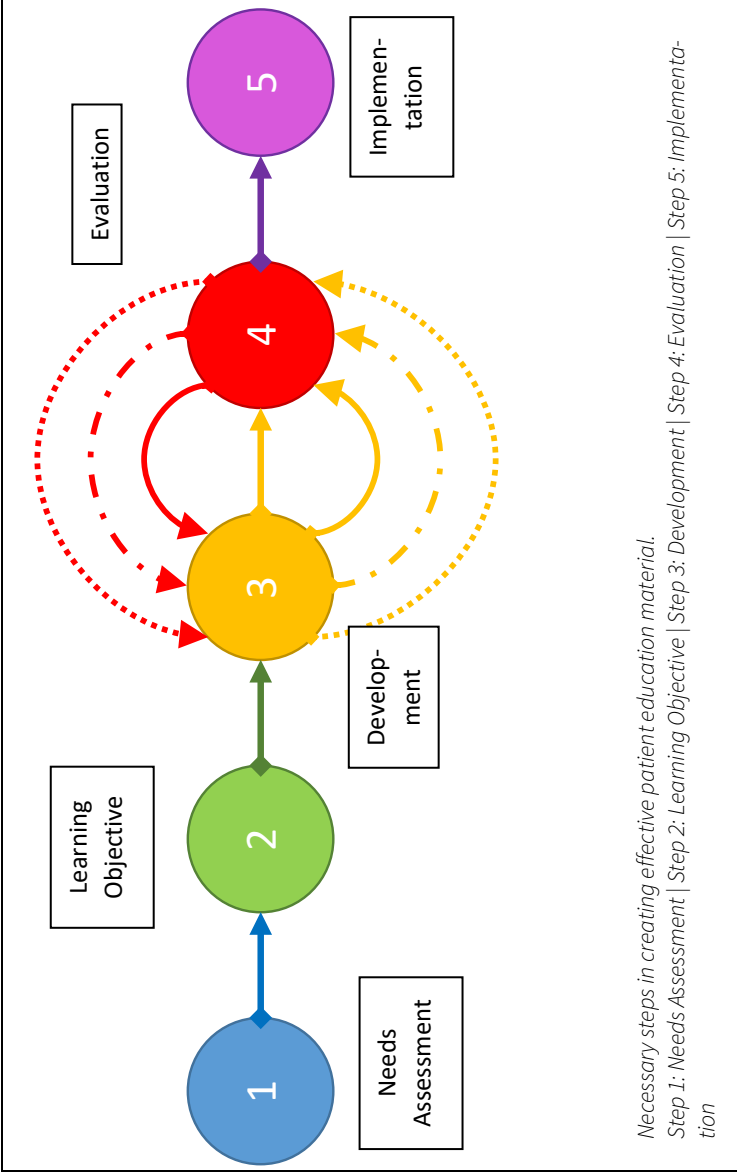 1
2
3
4
5
Needs
Assessment
Learning
Objective
Develop-
ment
Evaluation
Implemen-
tation
Necessary steps in creating effective patient education material.
Step 1: Needs Assessment | Step 2: Learning Objective | Step 3: Development | Step 4: Evaluation | Step 5: Implementa-
tion